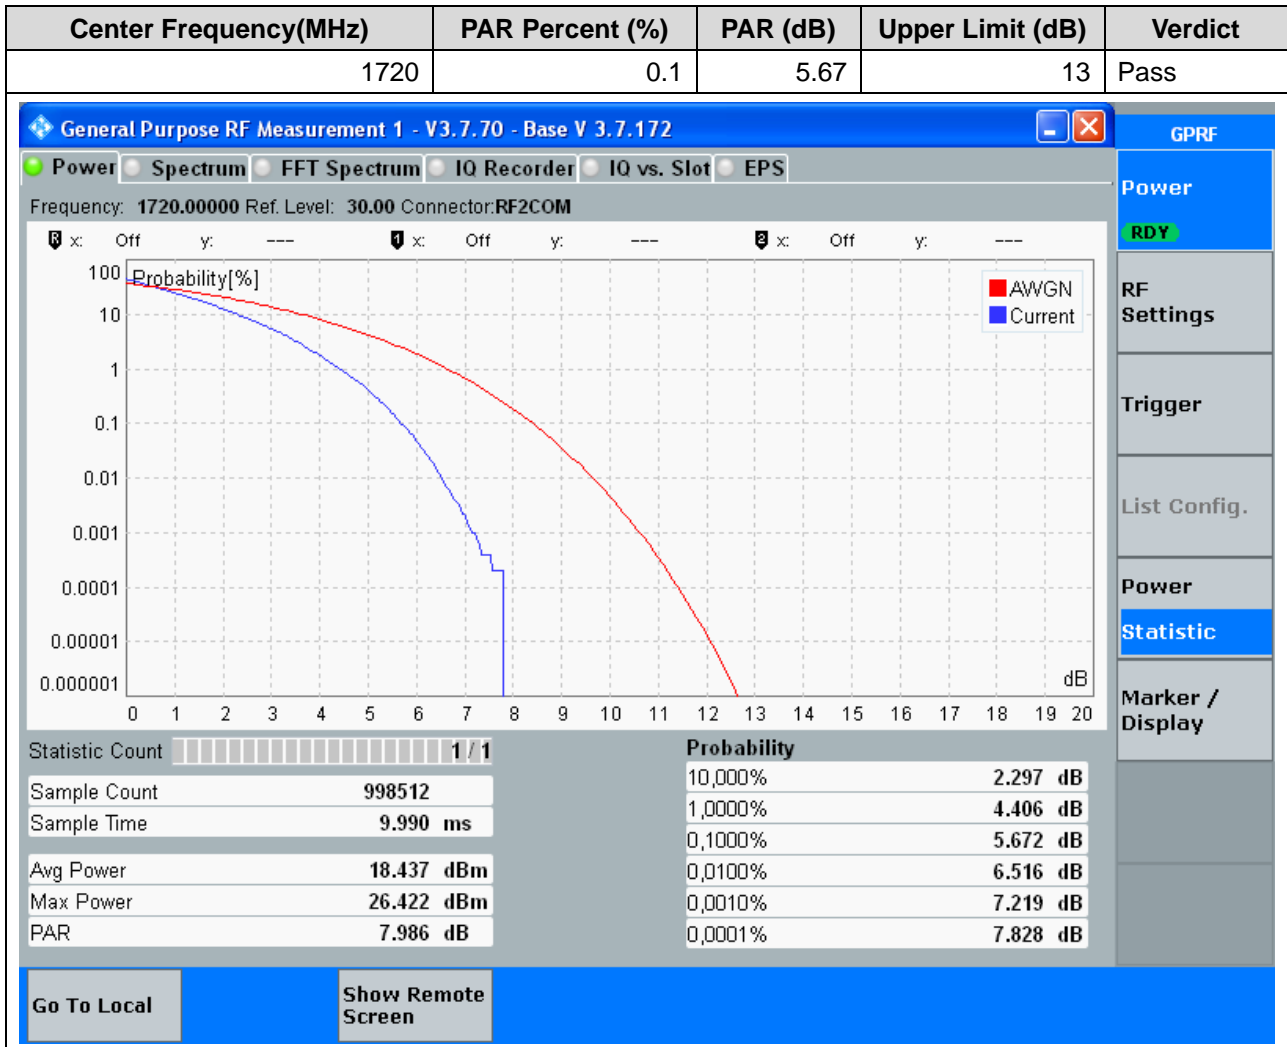 Center Frequency(MHz) PAR Percent (%) PAR (dB) Upper Limit (dB) Verdict
1720 0.1 5.67 13 Pass
General Purpose RF Measurement 1 - V3.7.70 - Base V 3.7.172
GPRF
Power Spectrum FFT Spectrum IQ Recorder IQ vs. Slot EPS
Power
RDY
Frequency: 1720.00000 Ref. Level: 30.00 Connector:RF2COM
R x: Off y: --- 1 x: Off y: --- 2 x: Off y: ---
Probability[%]
AWGN
Current
100
10
1
0.1
0.01
0.001
0.0001
0.00001
0.000001
dB
0 1 2 3 4 5 6 7 8 9 10 11 12 13 14 15 16 17 18 19 20
RF
Settings
Trigger
List Config.
Power
Statistic
Marker /
Display
Statistic Count 1 / 1
Sample Count 998512
Sample Time 9.990 ms
Avg Power 18.437 dBm
Max Power 26.422 dBm
PAR 7.986 dB
Probability
10,000% 2.297 dB
1,0000% 4.406 dB
0,1000% 5.672 dB
0,0100% 6.516 dB
0,0010% 7.219 dB
0,0001% 7.828 dB
Go To Local
Show Remote
Screen